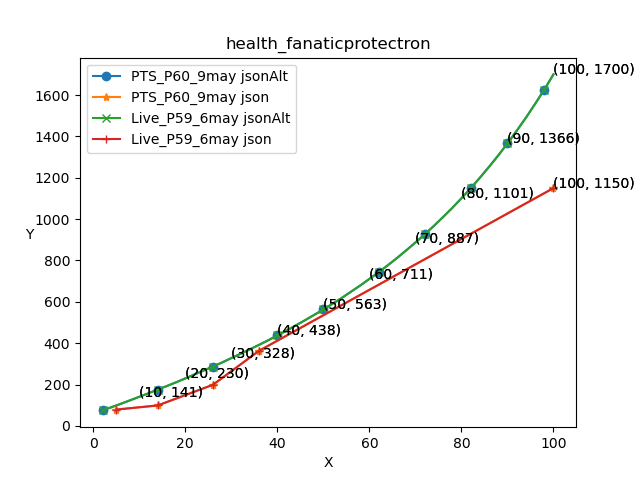 health_fanaticprotectron
PTS_P60_9may jsonAlt
PTS_P60_9may json
Live_P59_6may jsonAlt
Live_P59_6may json
(100, 1700)
(90, 1366)
(100, 1150)
(80, 1101)
(70, 887)
(60, 711)
(50, 563)
(40, 438)
(30, 328)
(20, 230)
(10, 141)
Y
1600
1400
1200
1000
800
600
400
200
0
0 20 40 60 80 100
X